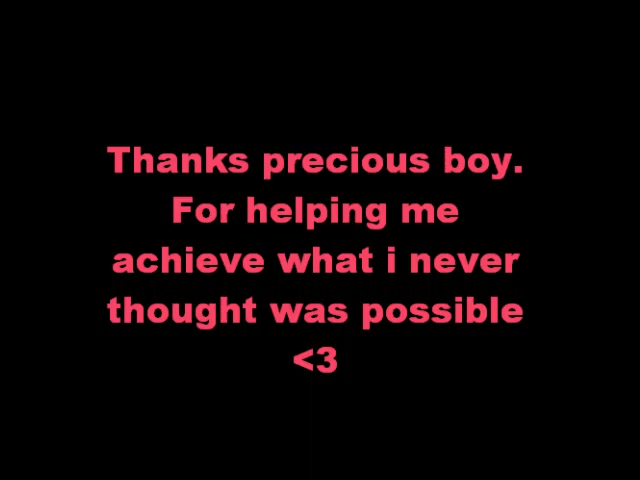 Thanks precious boy.
For helping me
achieve what i never
thought was possible
<3